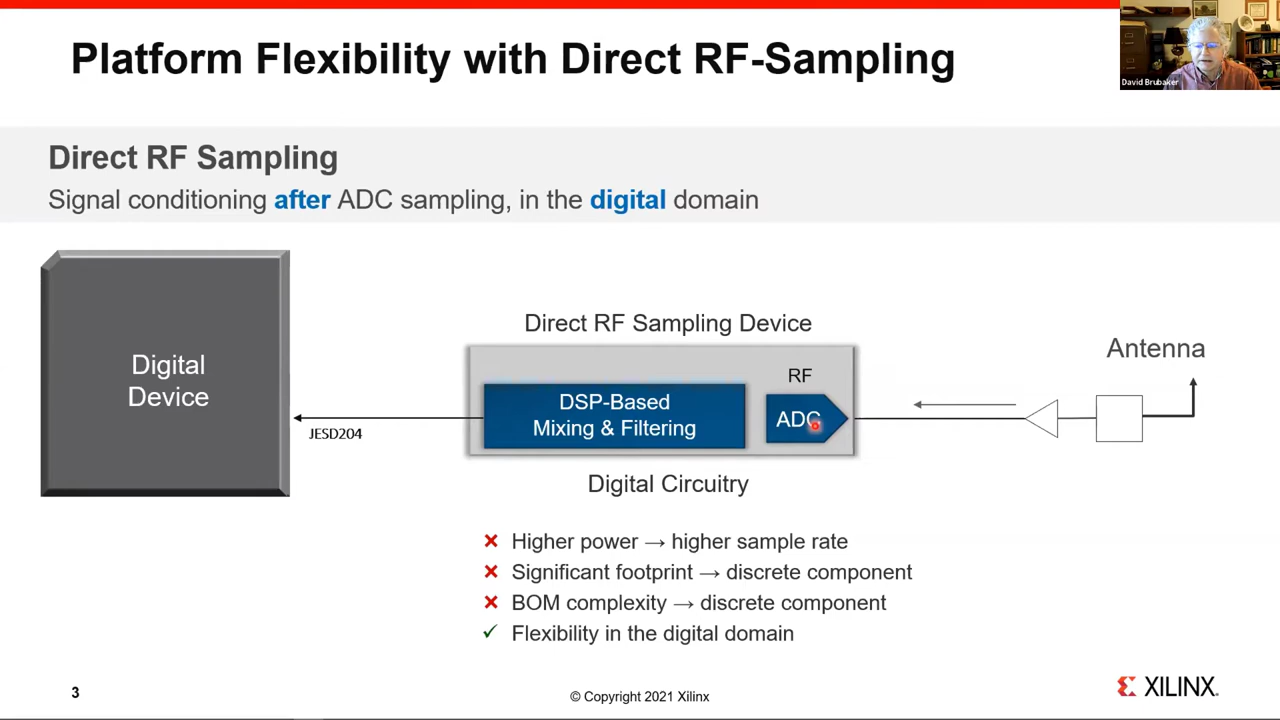 Platform Flexibility with Direct RF-Sampling
David Brubaker
Direct RF Sampling
Signal conditioning after ADC sampling, in the digital domain
Digital
Device
JESD204
Direct RF Sampling Device
DSP-Based
Mixing & Filtering
RF
ADC
Digital Circuitry
Antenna
Higher power → higher sample rate
Significant footprint → discrete component
BOM complexity → discrete component
Flexibility in the digital domain
3
© Copyright 2021 Xilinx
XILINX.